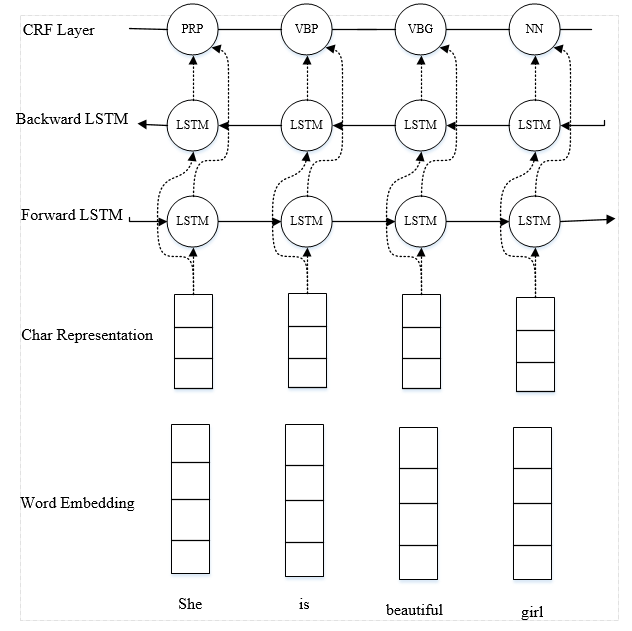 CRF Layer PRP VBP VBG NN
Backward LSTM LSTM LSTM LSTM LSTM
Forward LSTM LSTM LSTM LSTM LSTM
Char Representation
Word Embedding
She is beautiful girl